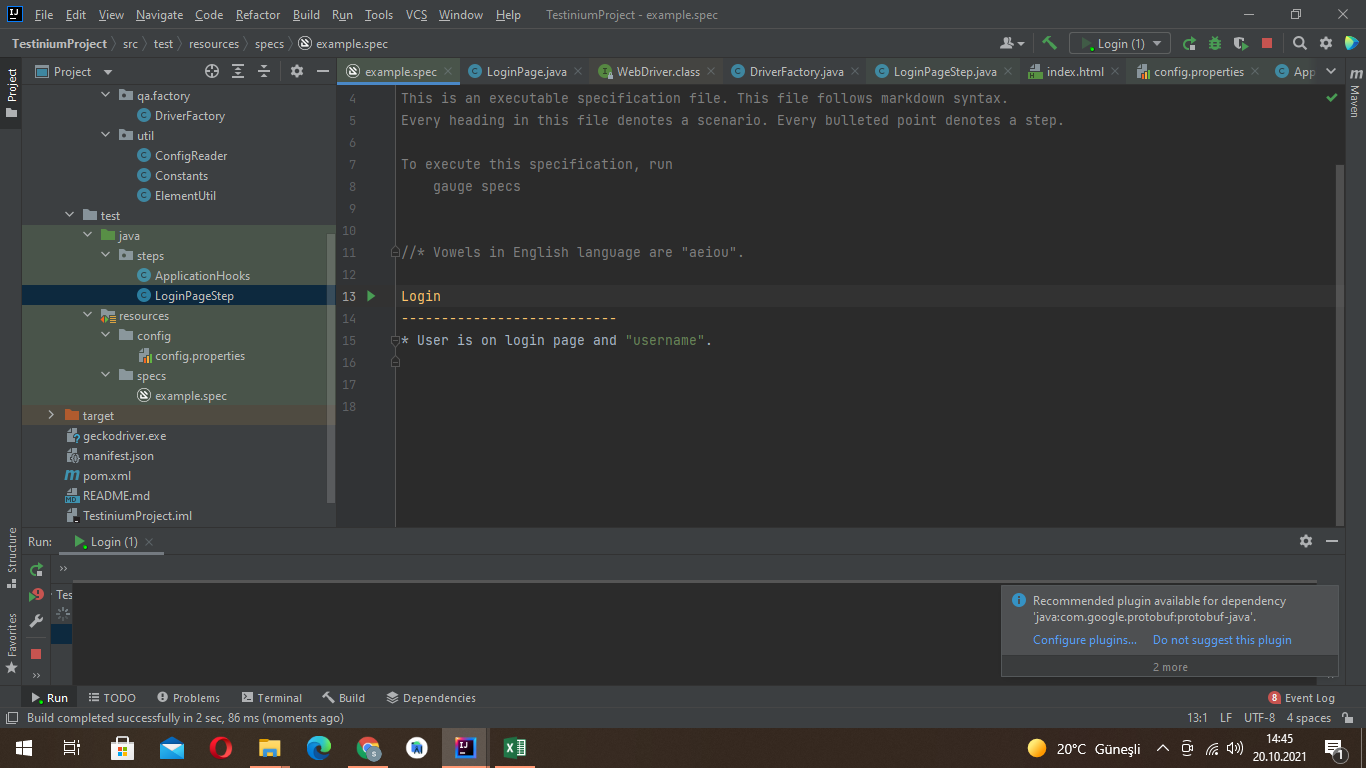 File Edit View Navigate Code Refactor Build Run Tools VCS Window Help TestiniumProject - example.spec
TestiniumProject src test resources specs example.spec Login (1)
Project
Project
example.spec LoginPage.java WebDriver.class DriverFactory.java LoginPageStep.java index.html config.properties App
Maven
qa.factory
DriverFactory
util
ConfigReader
Constants
ElementUtil
test
java
steps
ApplicationHooks
LoginPageStep
resources
config
config.properties
specs
example.spec
target
geckodriver.exe
manifest.json
pom.xml
README.md
TestiniumProject.iml
4 This is an executable specification file. This file follows markdown syntax.
5 Every heading in this file denotes a scenario. Every bulleted point denotes a step.
6
7 To execute this specification, run
8 gauge specs
9
10
11 //* Vowels in English language are "aeiou".
12
13 Login
14 ---------------------------
15 * User is on login page and "username".
16
17
18
Structure
Favorites
Run: Login (1)
Tes
Recommended plugin available for dependency
'java:com.google.protobuf:protobuf-java'.
Configure plugins... Do not suggest this plugin
2 more
Run TODO Problems Terminal Build Dependencies 8 Event Log
Build completed successfully in 2 sec, 86 ms (moments ago) 13:1 LF UTF-8 4 spaces
20°C Güneşli 14:45
20.10.2021
1